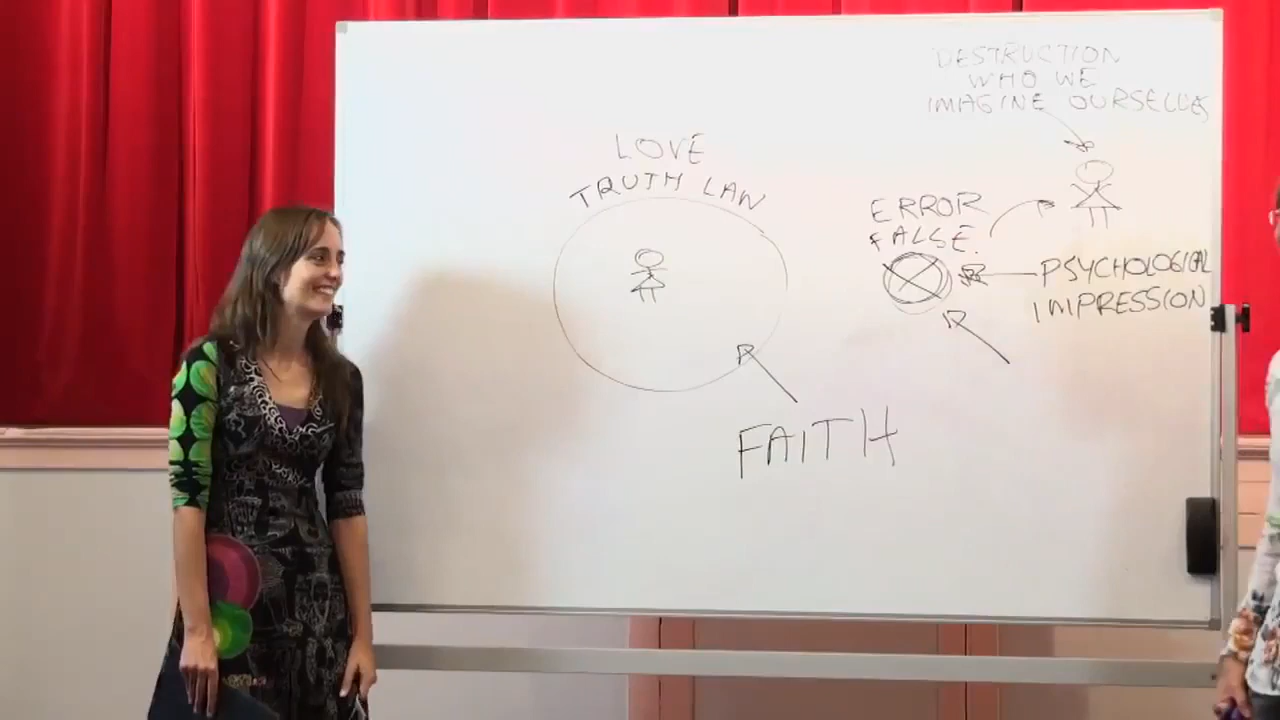 DESTRUCTION
WHO WE
IMAGINE OURSELVES
LOVE
TRUTH LAW
ERROR
FALSE.
PSYCHOLOGICAL
IMPRESSION
FAITH